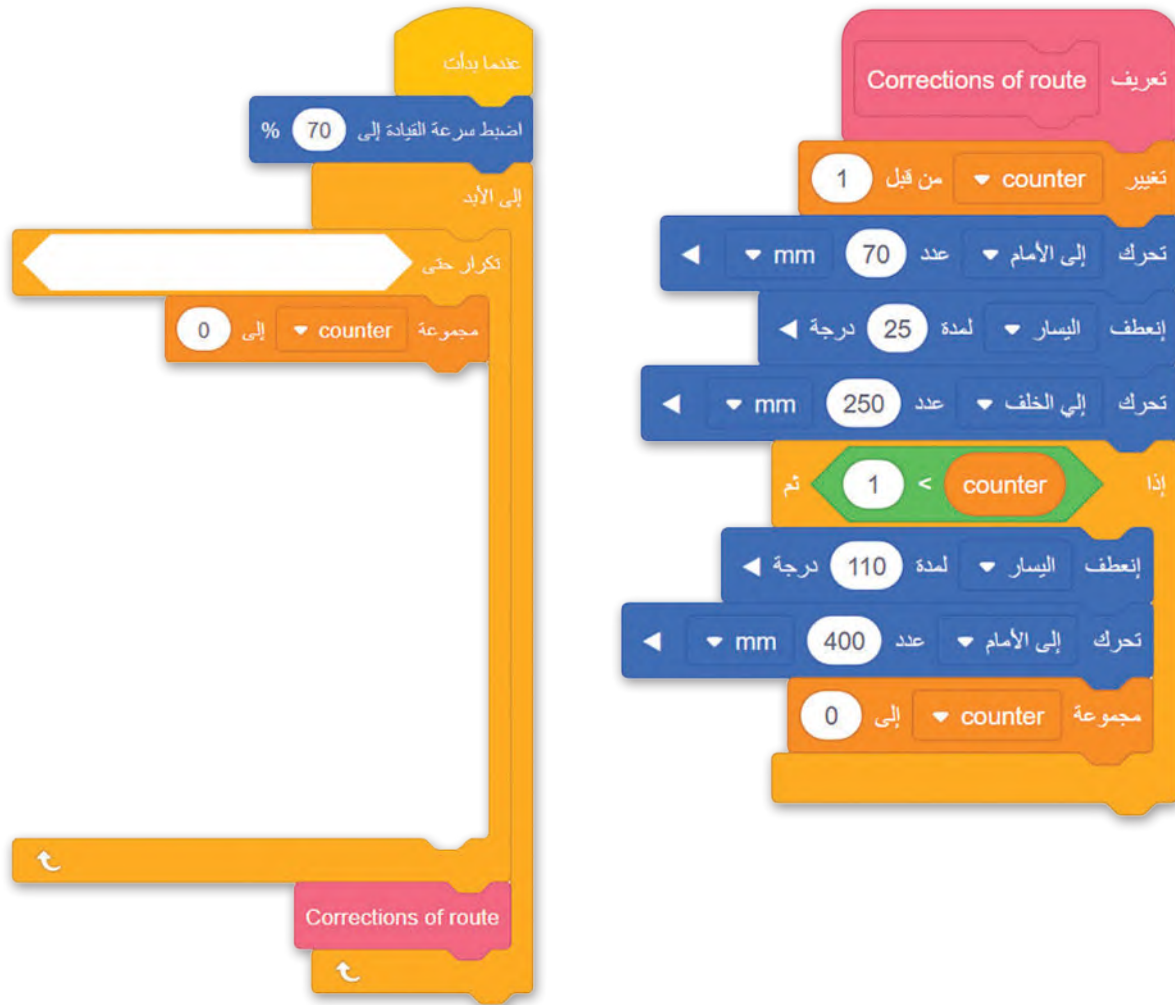 تعريف Corrections of route
تغيير counter من قبل 1
تحرك إلى الأمام عدد 70 mm
إنعطف اليسار لمدة 25 درجة
تحرك إلي الخلف عدد 250 mm
إذا 1 < counter ثم
إنعطف اليسار لمدة 110 درجة
تحرك إلى الأمام عدد 400 mm
مجموعة counter إلى 0
عندما بدأت
اضبط سرعة القيادة إلى 70 %
إلى الأبد
تكرار حتى
مجموعة counter إلى 0
Corrections of route